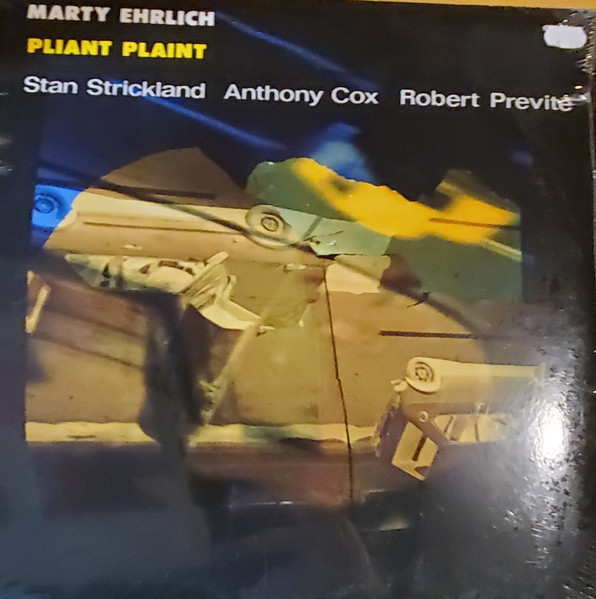 MARTY EHRLICH
PLIANT PLAINT
Stan Strickland Anthony Cox Robert Previte